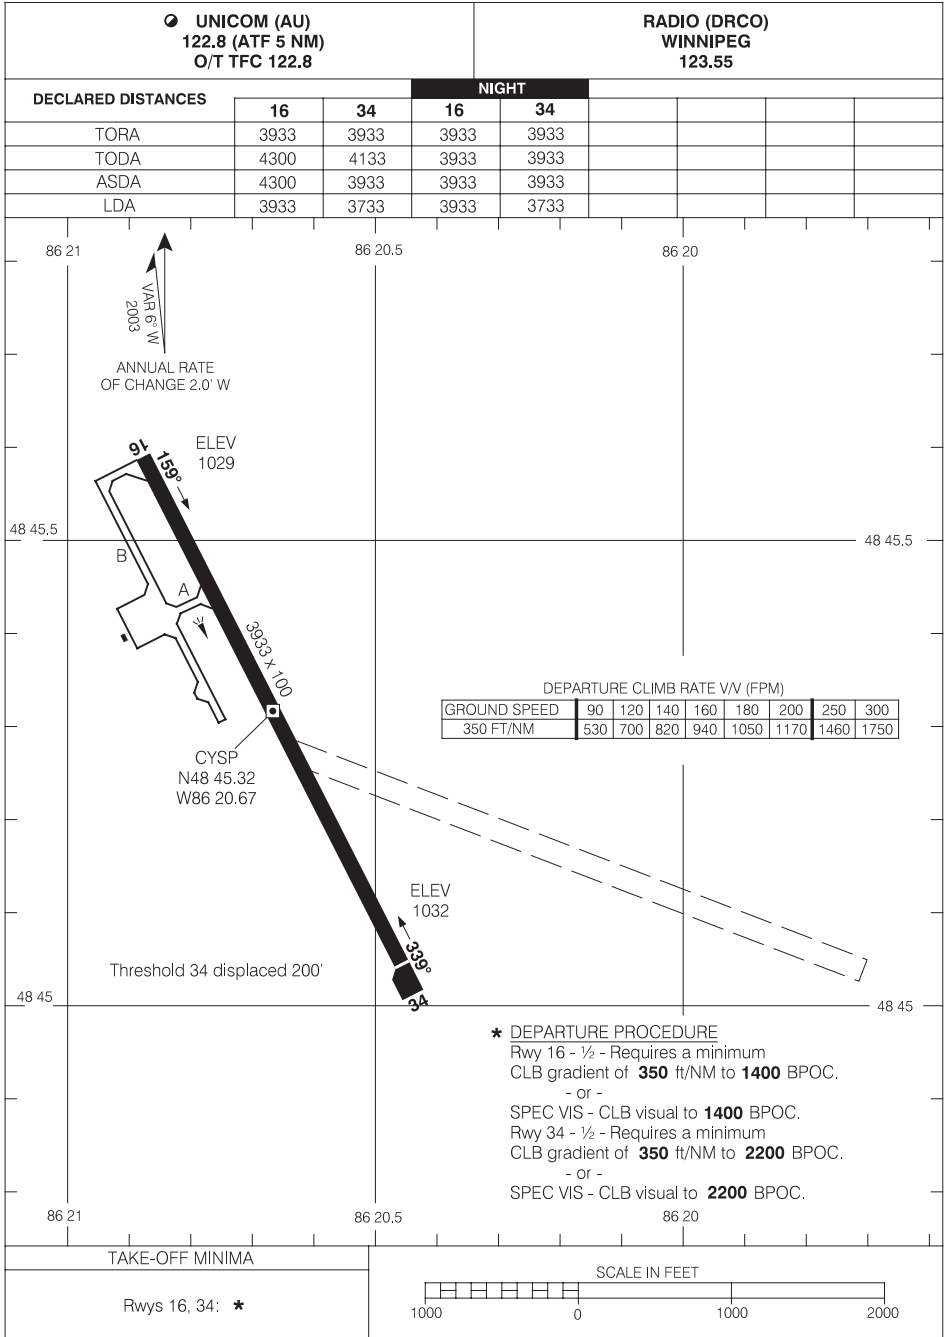 UNICOM (AU)
122.8 (ATF 5 NM)
O/T TFC 122.8
RADIO (DRCO)
WINNIPEG
123.55
DECLARED DISTANCES
NIGHT
16 34 16 34
TORA 3933 3933 3933 3933
TODA 4300 4133 3933 3933
ASDA 4300 3933 3933 3933
LDA 3933 3733 3933 3733
86 21 86 20.5 86 20
VAR 6° W
2003
ANNUAL RATE
OF CHANGE 2.0' W
16
159°
ELEV
1029
48 45.5 48 45.5
B
A
3933 x 100
DEPARTURE CLIMB RATE V/V (FPM)
GROUND SPEED 90 120 140 160 180 200 250 300
350 FT/NM 530 700 820 940 1050 1170 1460 1750
CYSP
N48 45.32
W86 20.67
ELEV
1032
339°
34
Threshold 34 displaced 200'
48 45 48 45
* DEPARTURE PROCEDURE
Rwy 16 - ½ - Requires a minimum
CLB gradient of 350 ft/NM to 1400 BPOC.
- or -
SPEC VIS - CLB visual to 1400 BPOC.
Rwy 34 - ½ - Requires a minimum
CLB gradient of 350 ft/NM to 2200 BPOC.
- or -
SPEC VIS - CLB visual to 2200 BPOC.
86 21 86 20.5 86 20
TAKE-OFF MINIMA
Rwys 16, 34: *
SCALE IN FEET
1000 0 1000 2000